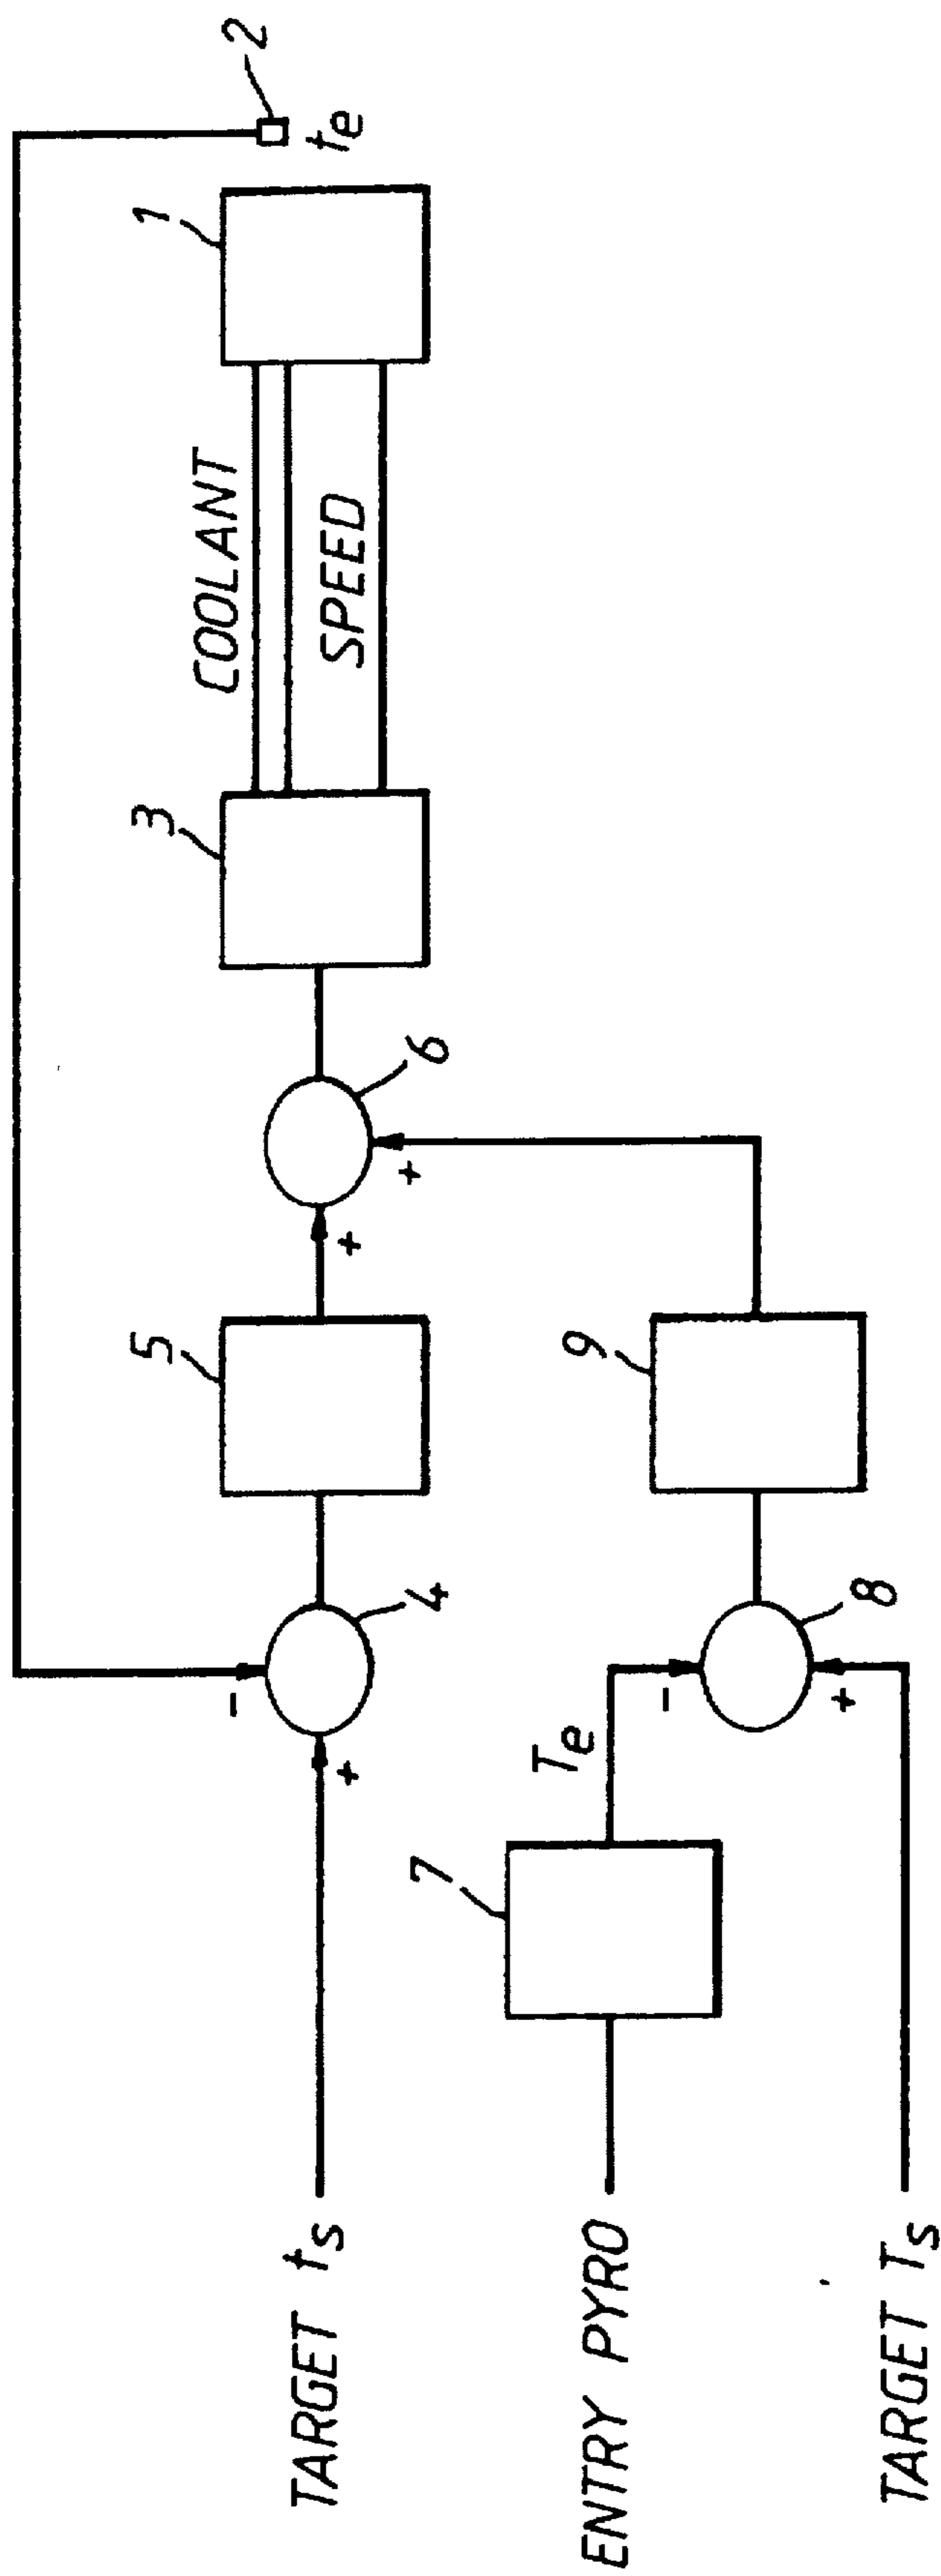 2
te
1
COOLANT
SPEED
3
6
+
+
5
9
4
-
+
8
-
+
Te
7
TARGET ts
ENTRY PYRO
TARGET Ts